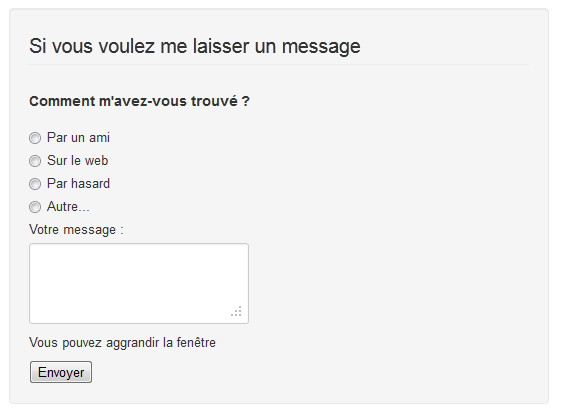 Si vous voulez me laisser un message
Comment m'avez-vous trouvé ?
Par un ami
Sur le web
Par hasard
Autre...
Votre message :
Vous pouvez aggrandir la fenêtre
Envoyer